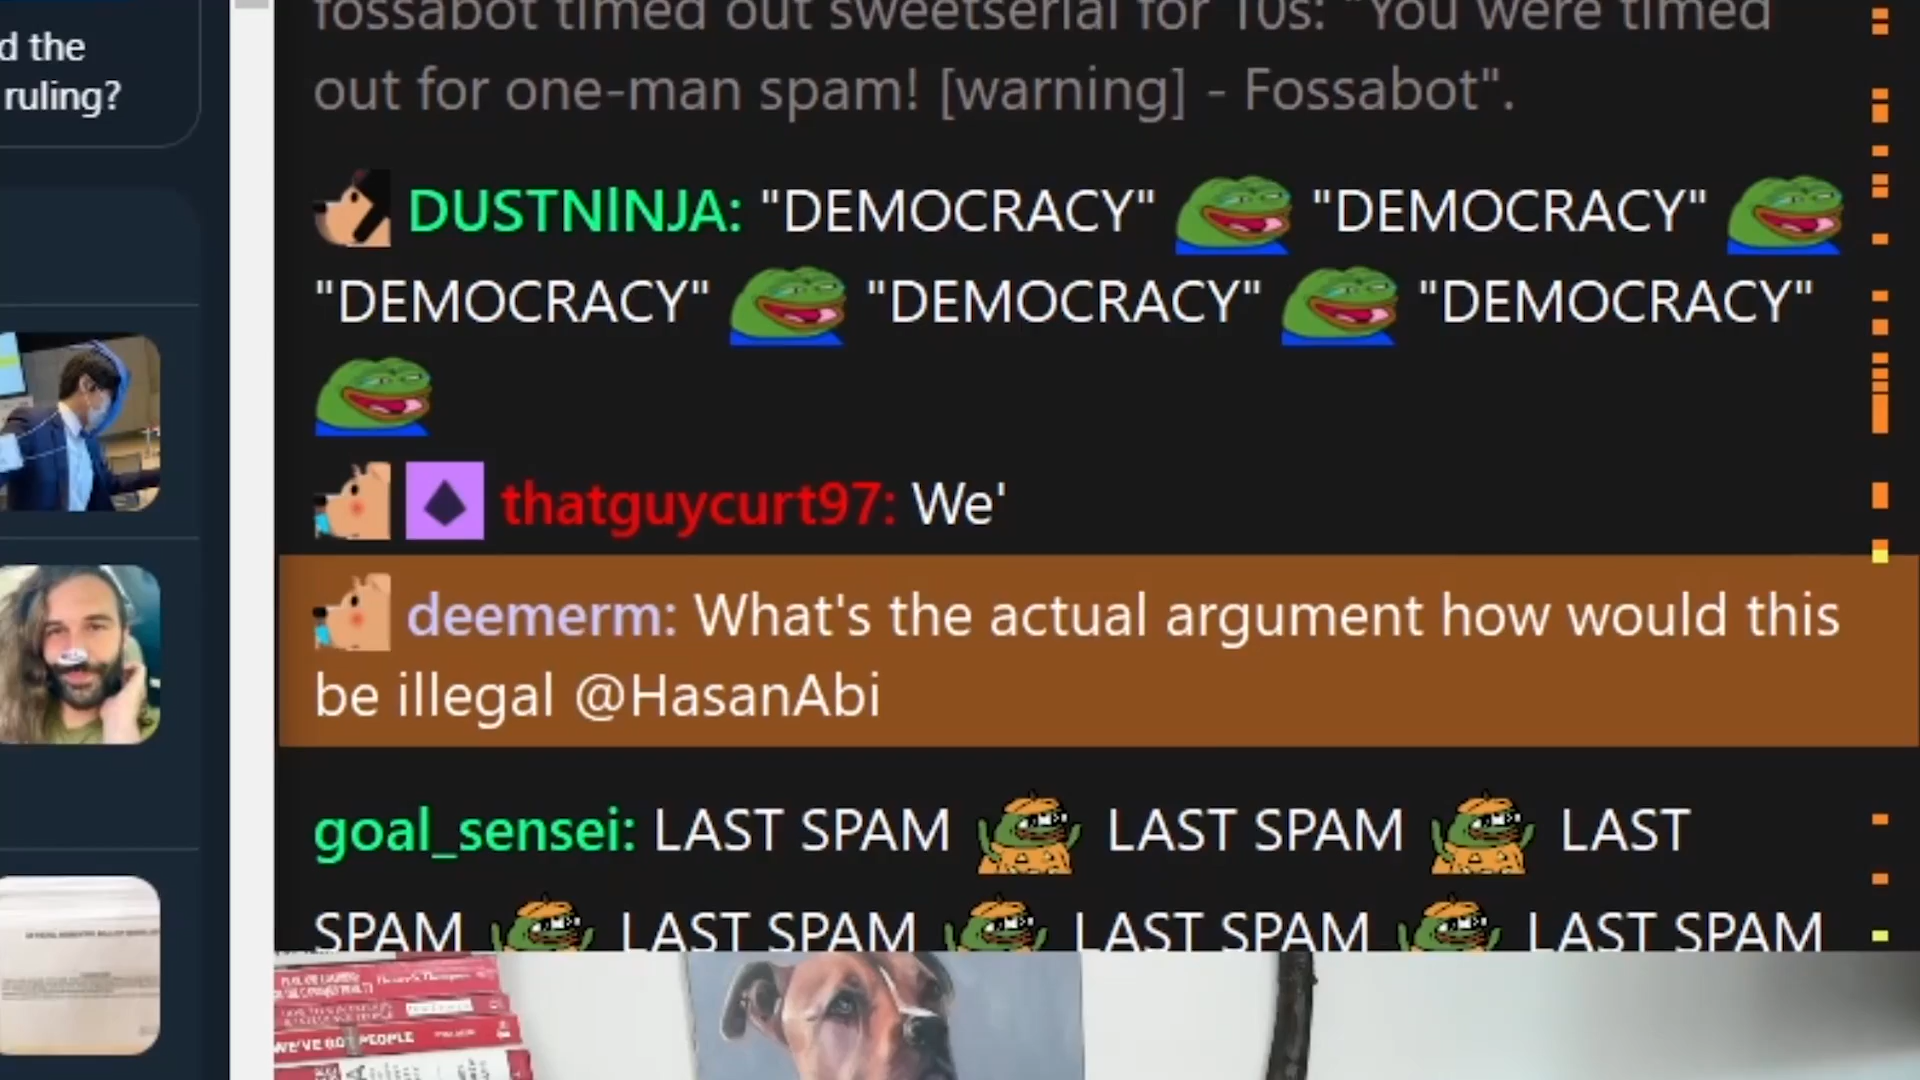 d the
ruling?
fossabot timed out sweetserial for 10s: "You were timed
out for one-man spam! [warning] - Fossabot".
DUSTNlNJA: "DEMOCRACY" "DEMOCRACY"
"DEMOCRACY" "DEMOCRACY" "DEMOCRACY"
thatguycurt97: We'
deemerm: What's the actual argument how would this
be illegal @HasanAbi
goal_sensei: LAST SPAM LAST SPAM LAST
SPAM LAST SPAM LAST SPAM LAST SPAM
WE'VE GOT PEOPLE